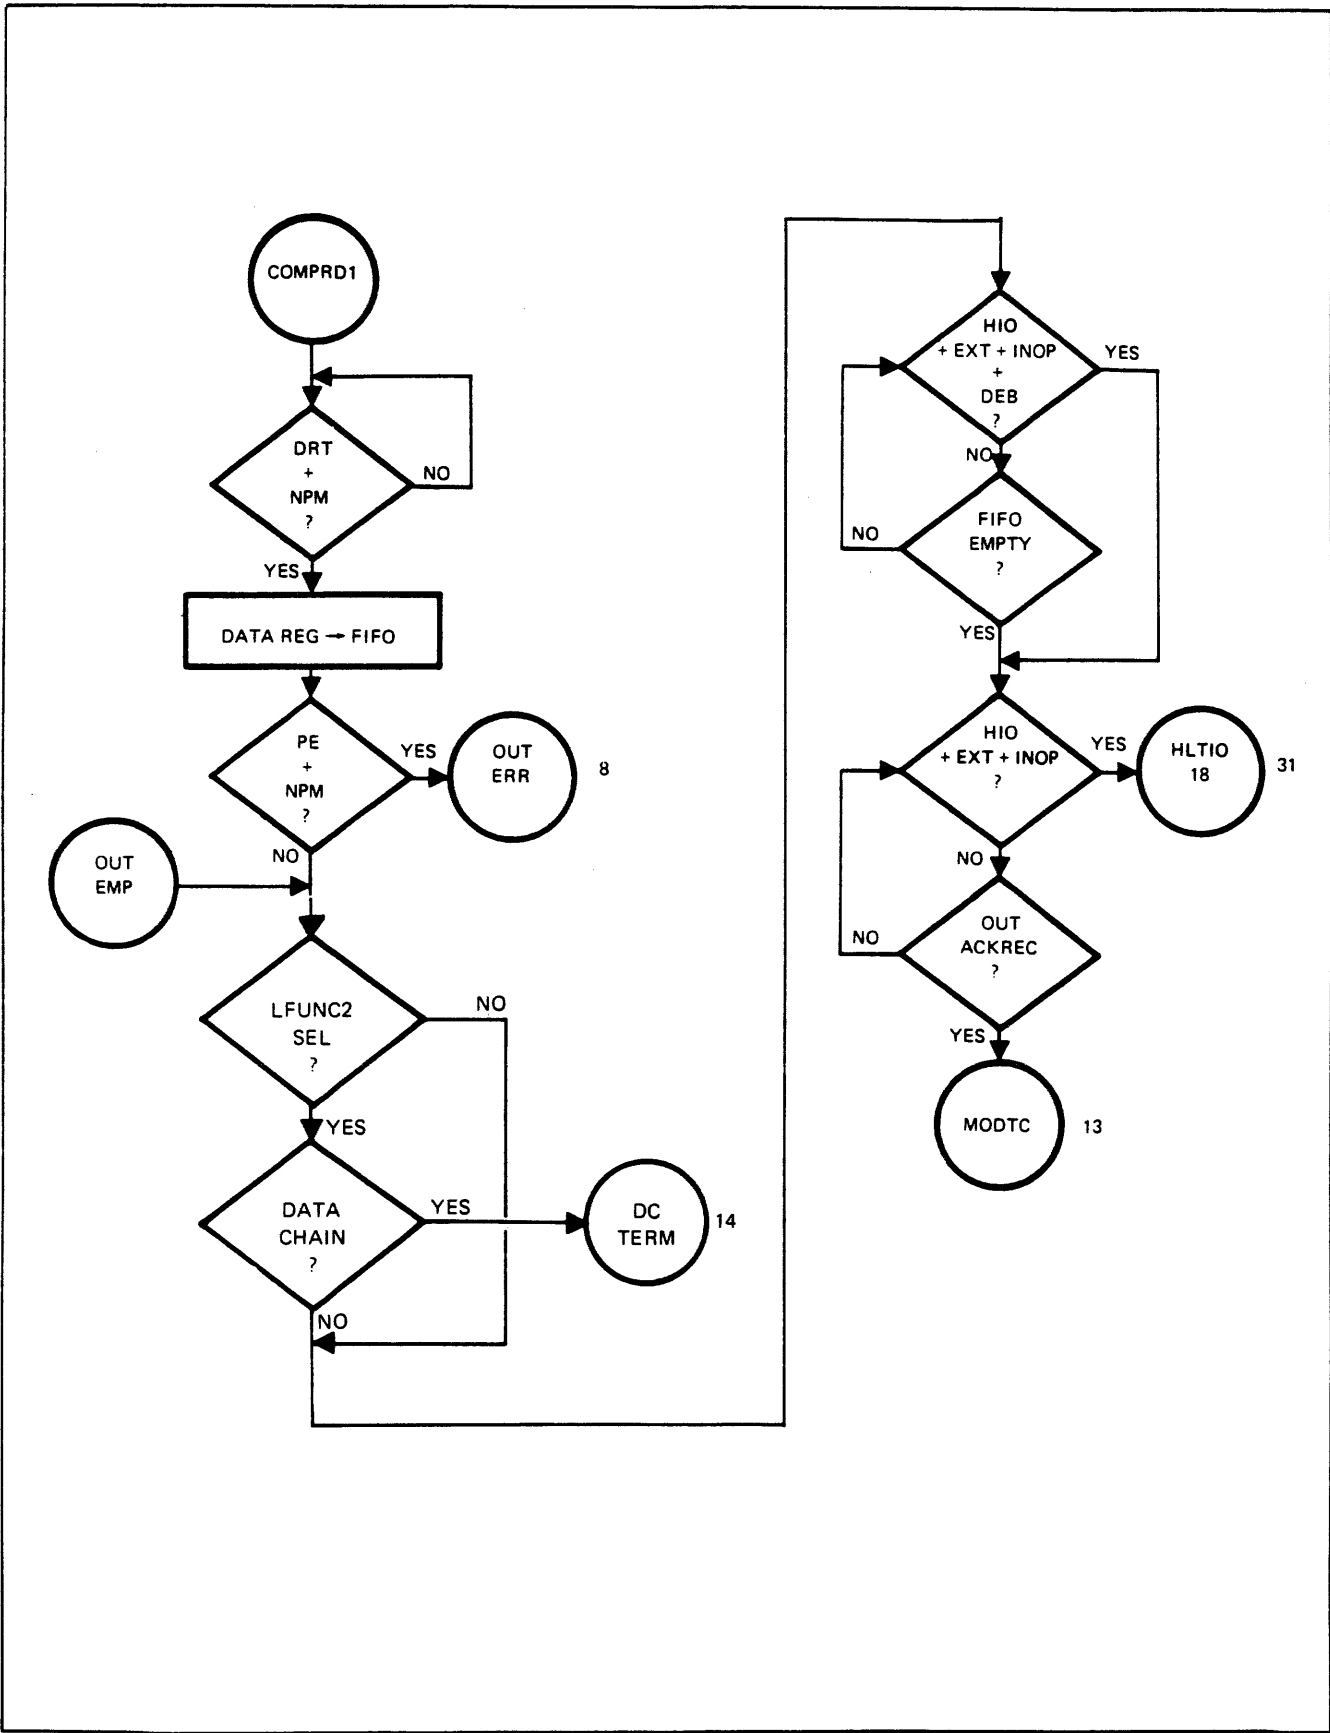 COMPRD1
DRT
+
NPM
?
NO
YES
DATA REG → FIFO
PE
+
NPM
?
YES
OUT
ERR
8
NO
OUT
EMP
LFUNC2
SEL
?
NO
YES
DATA
CHAIN
?
YES
DC
TERM
14
NO
HIO
+ EXT + INOP
+
DEB
?
YES
NO
FIFO
EMPTY
?
NO
YES
HIO
+ EXT + INOP
?
YES
HLTIO
18
31
NO
OUT
ACKREC
?
NO
YES
MODTC
13